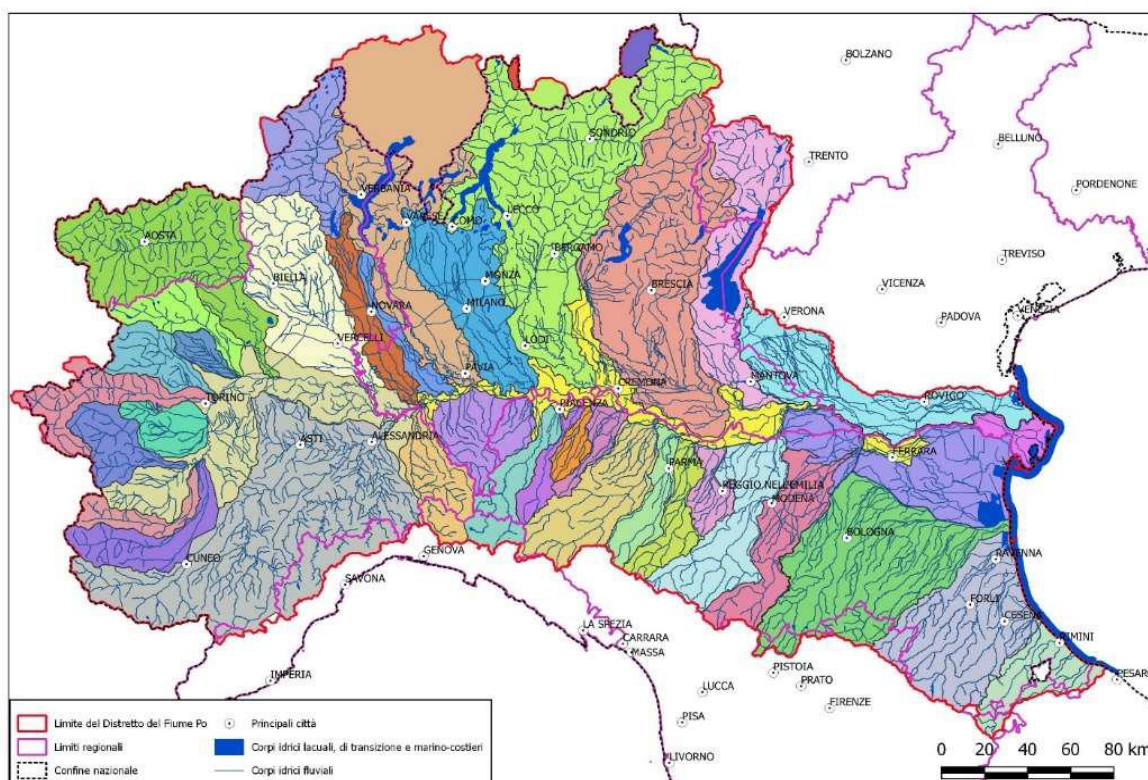 BOLZANO
BELLUNO
SONDRIO
TRENTO
PORDENONE
VERBANIA
VARESE
COMO
LECCO
AOSTA
BERGAMO
TREVISO
BIELLA
MONZA
BRESCIA
VICENZA
NOVARA
MILANO
VERONA
PADOVA
VENEZIA
VERCELLI
LODI
PAVIA
CREMONA
MANTOVA
ROVIGO
TORINO
PIACENZA
ASTI
ALESSANDRIA
FERRARA
PARMA
REGGIO NELL'EMILIA
MODENA
BOLOGNA
GENOVA
RAVENNA
CUNEO
SAVONA
FORLI
CESENA
LA SPEZIA
CARRARA
MASSA
RIMINI
IMPERIA
PISTOIA
PESARO
PRATO
LUCCA
FIRENZE
PISA
LIVORNO
Limite del Distretto del Fiume Po
Principali città
Limiti regionali
Corpi idrici lacuali, di transizione e marino-costieri
Confine nazionale
Corpi idrici fluviali
0 20 40 60 80 km